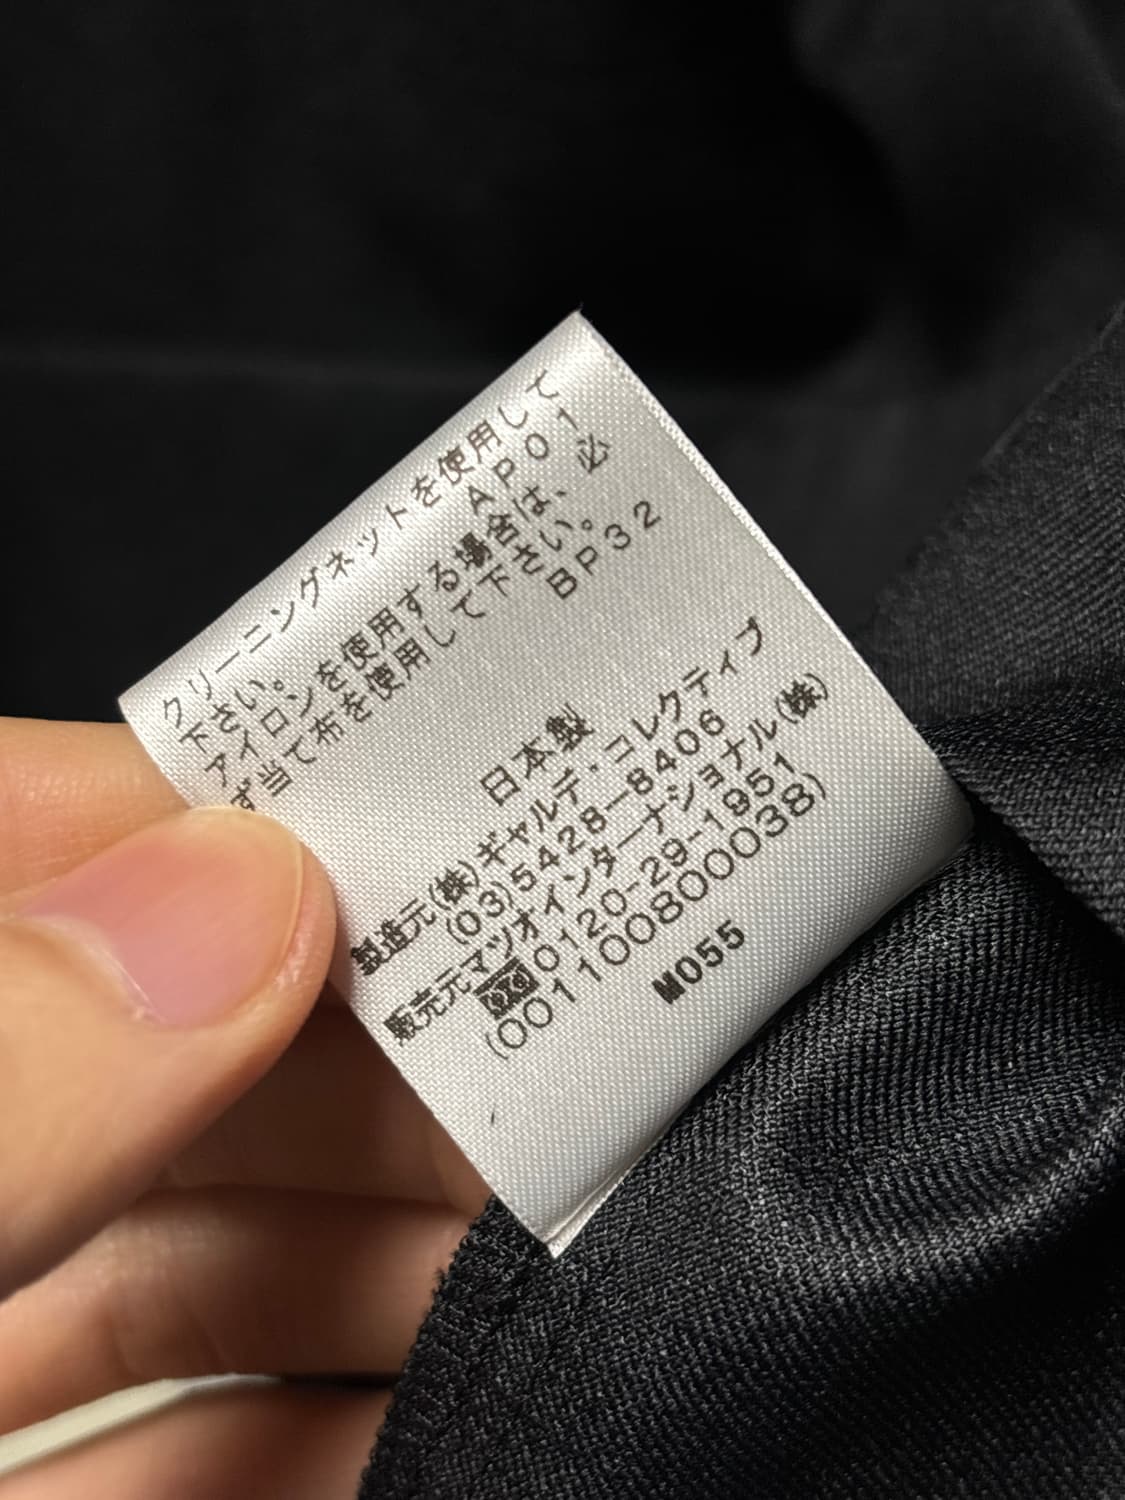 クリーニングネットを使用して
下さい。 AP01
アイロンを使用する場合は、必
ず当て布を使用して下さい。
BP32
日本製
製造元(株)ギャルデ・コレクティブ
(03)5428-8406
販売元マツオインターナショナル(株)
0120-29-1951
(001100800038)
M055